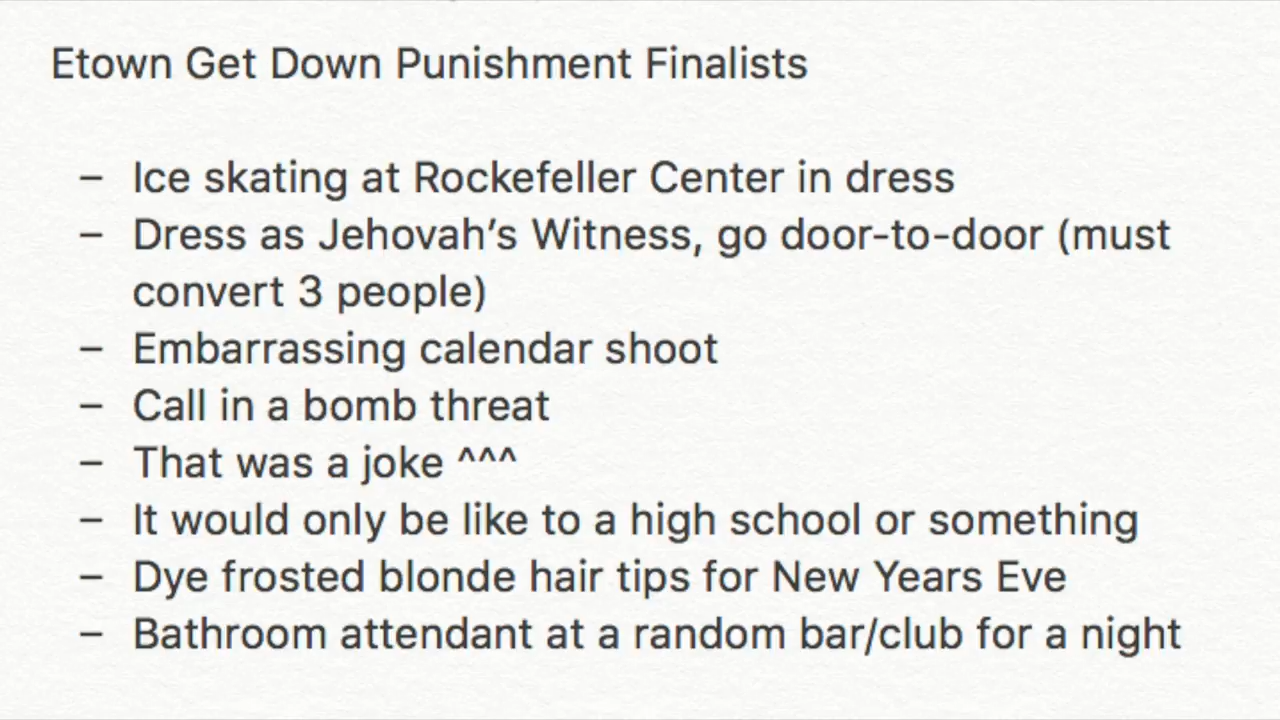 Etown Get Down Punishment Finalists
– Ice skating at Rockefeller Center in dress
– Dress as Jehovah’s Witness, go door-to-door (must
convert 3 people)
– Embarrassing calendar shoot
– Call in a bomb threat
– That was a joke ^^^
– It would only be like to a high school or something
– Dye frosted blonde hair tips for New Years Eve
– Bathroom attendant at a random bar/club for a night